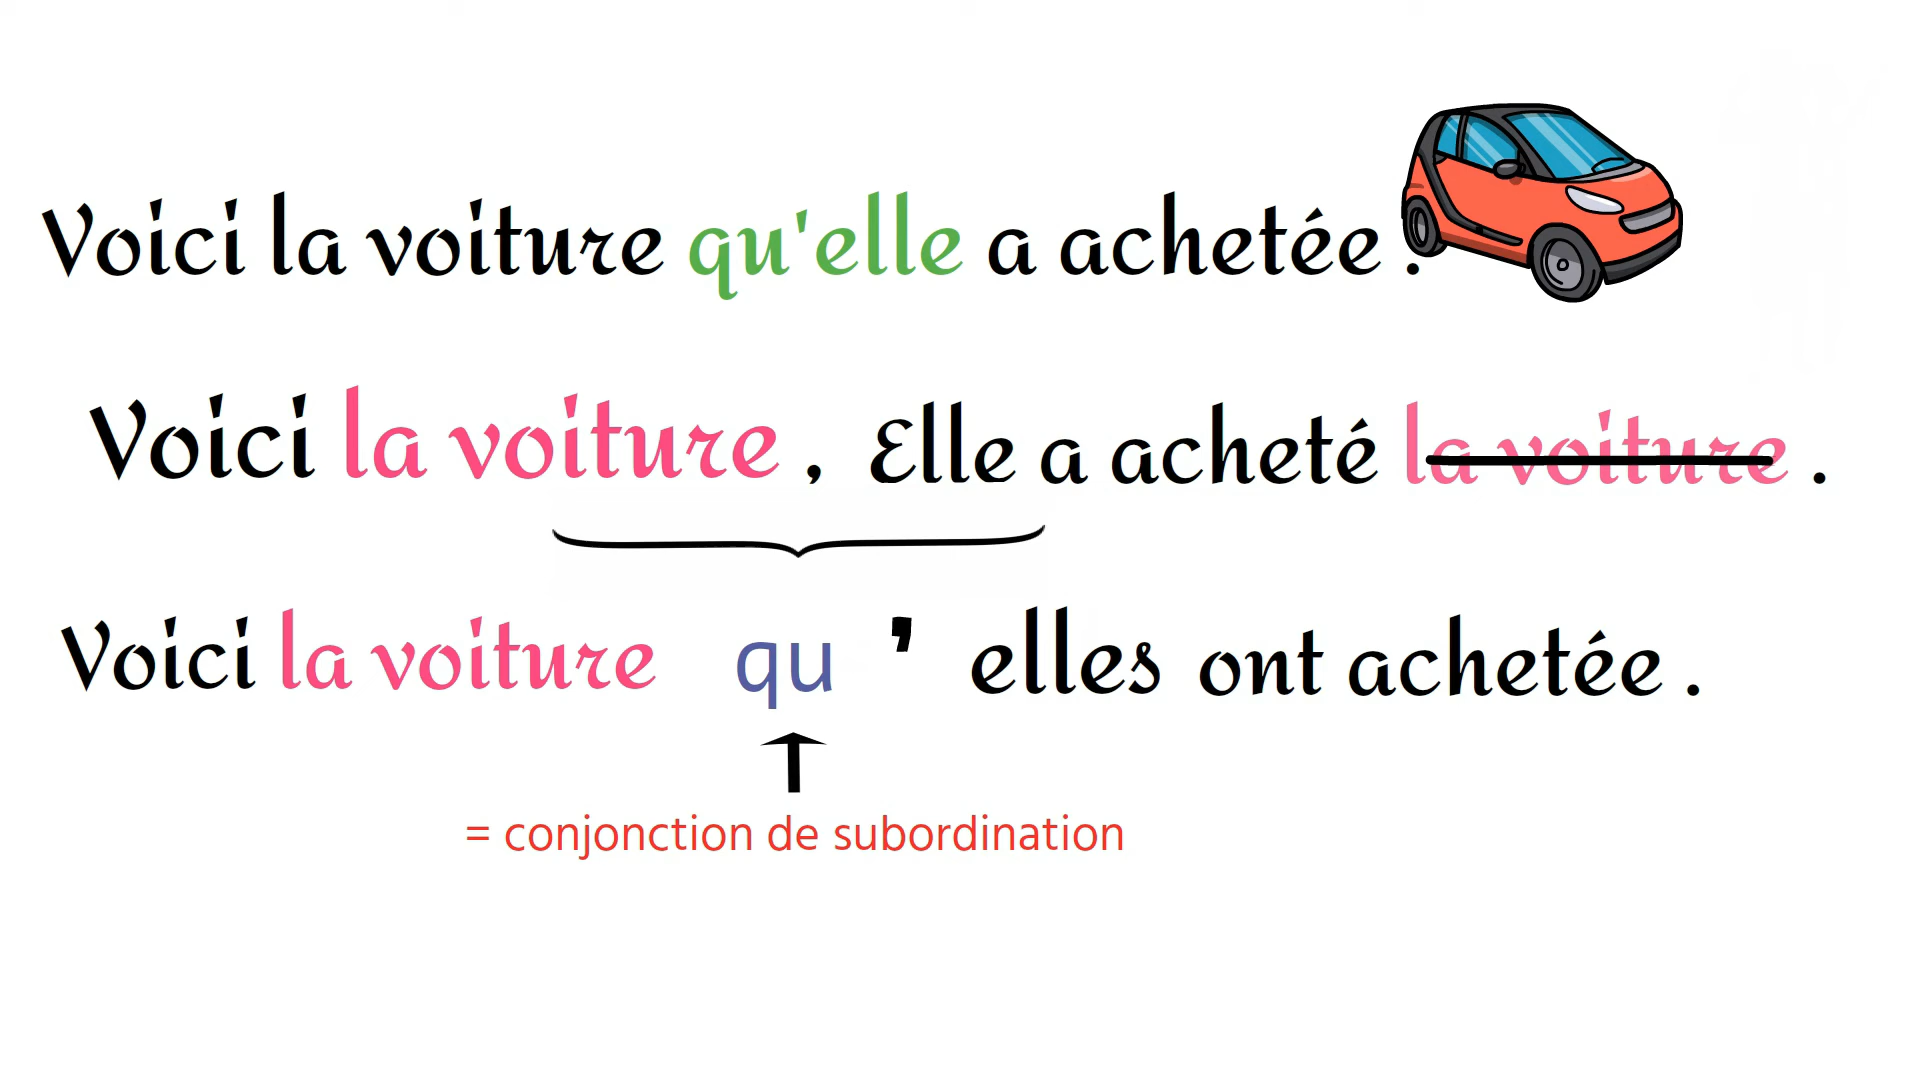 Voici la voiture qu'elle a achetée .
Voici la voiture , Elle a acheté la voiture .
Voici la voiture qu ' elles ont achetée .
= conjonction de subordination